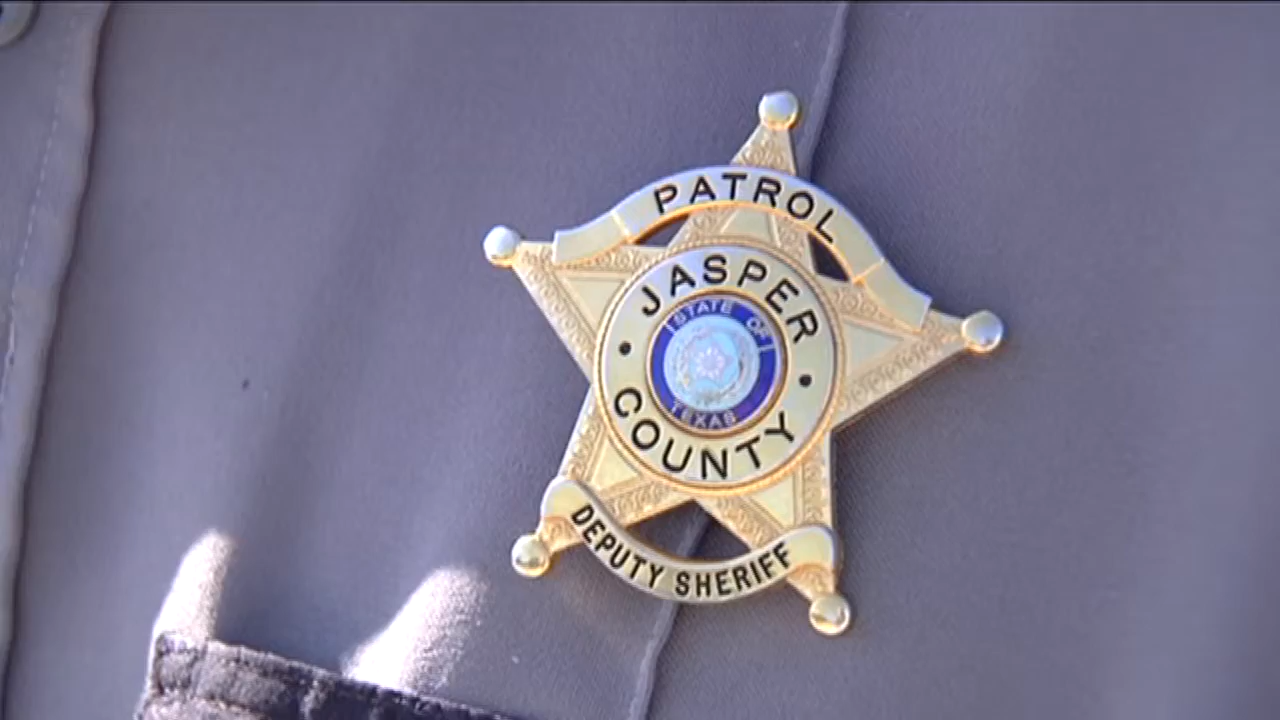 PATROL
JASPER
STATE OF
TEXAS
COUNTY
DEPUTY SHERIFF